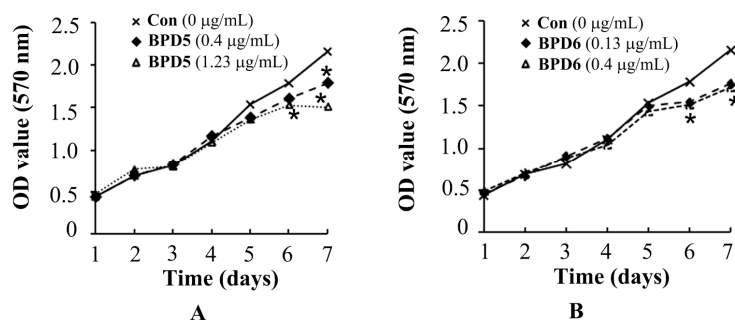 Con (0 μg/mL)
BPD5 (0.4 μg/mL)
BPD5 (1.23 μg/mL)
OD value (570 nm)
2.5
2.0
1.5
1.0
0.5
0
* * *
1 2 3 4 5 6 7
Time (days)
A
Con (0 μg/mL)
BPD6 (0.13 μg/mL)
BPD6 (0.4 μg/mL)
OD value (570 nm)
2.5
2.0
1.5
1.0
0.5
0
* *
1 2 3 4 5 6 7
Time (days)
B